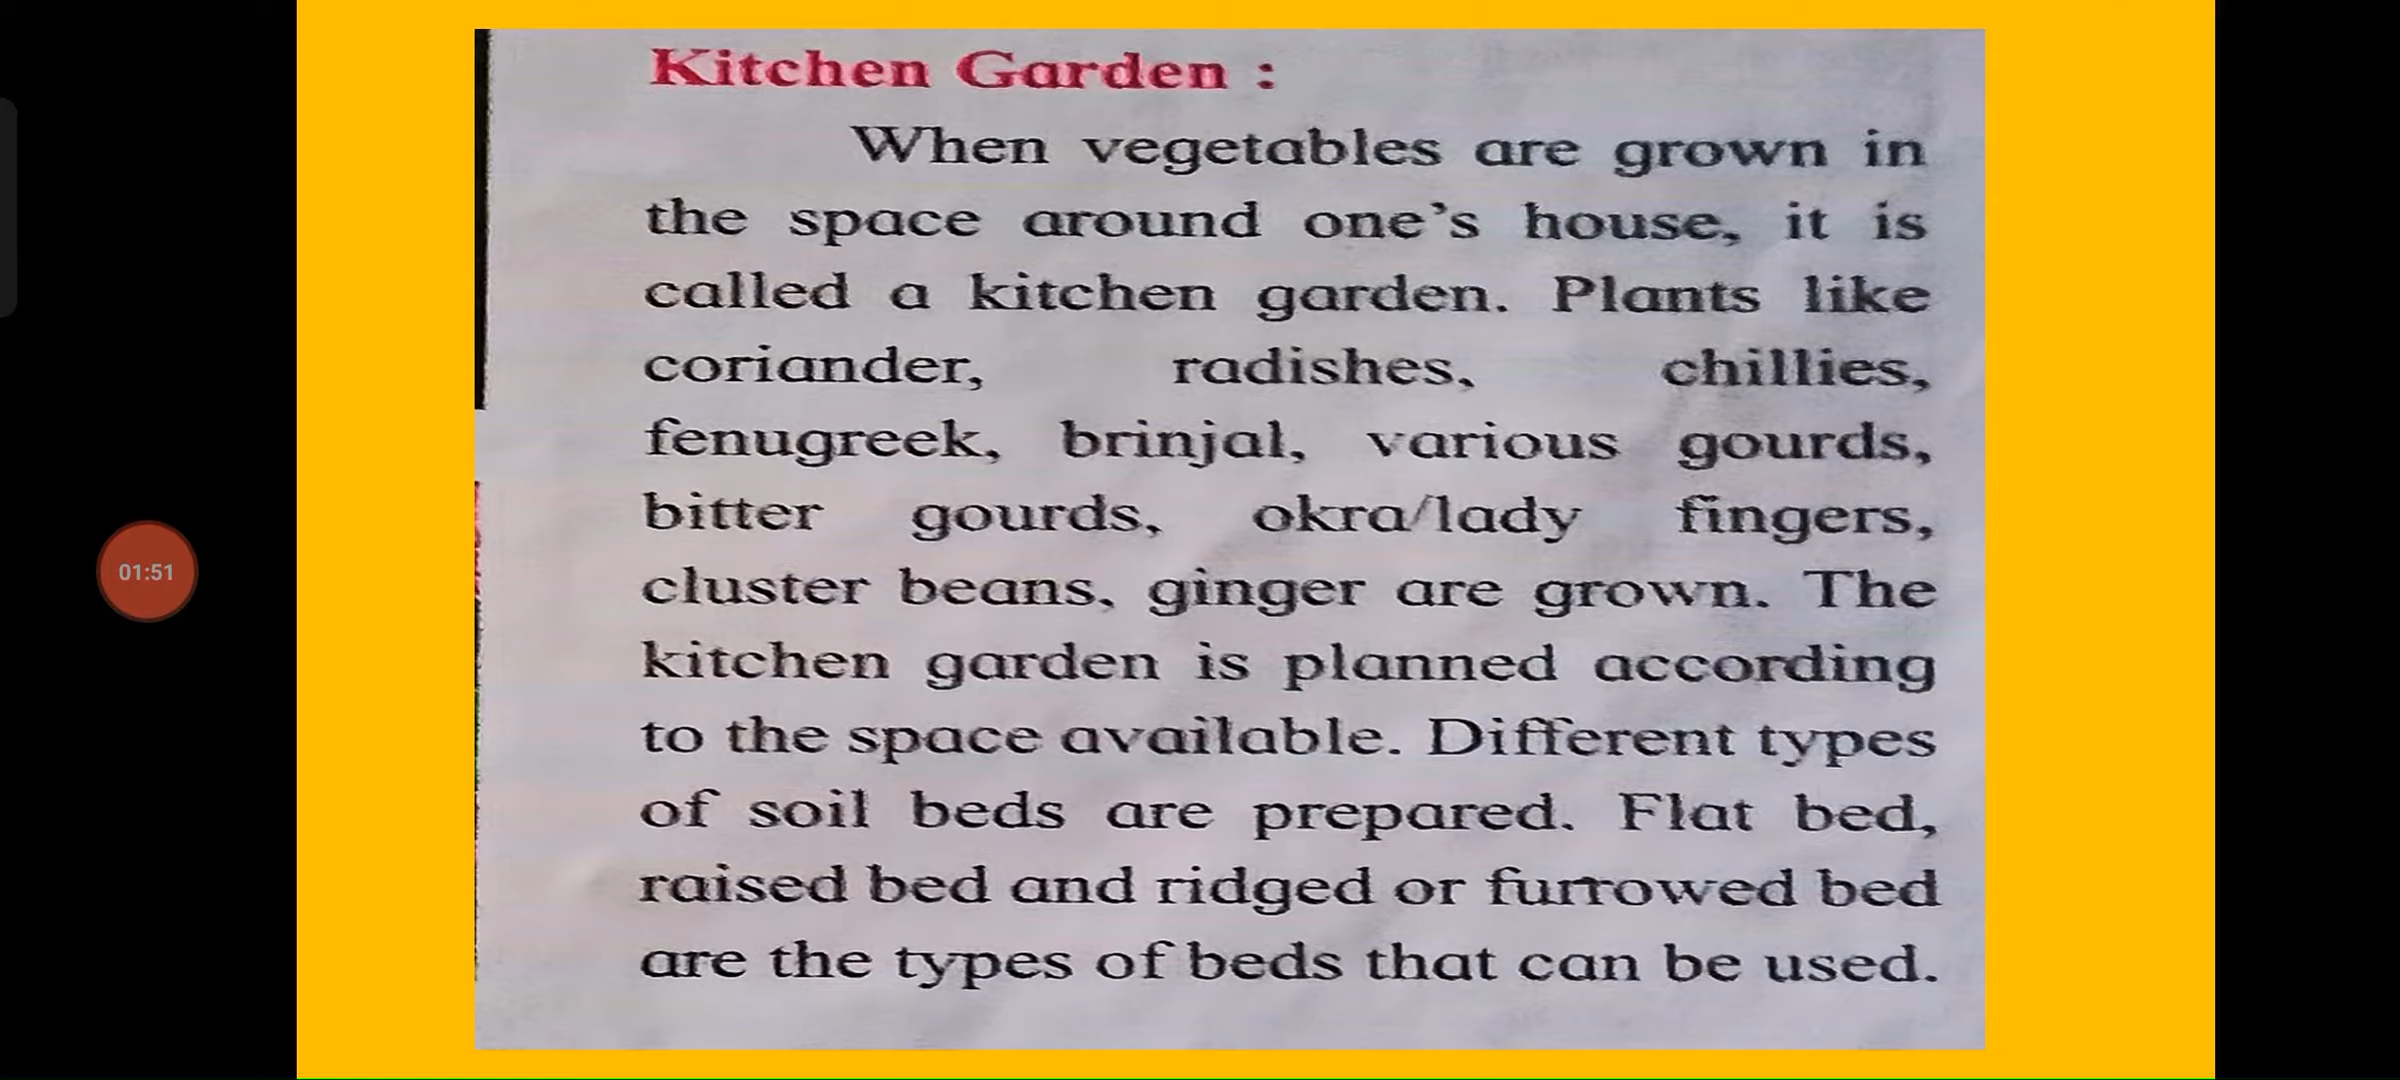 Kitchen Garden :
When vegetables are grown in
the space around one's house, it is
called a kitchen garden. Plants like
coriander, radishes, chillies,
fenugreek, brinjal, various gourds,
bitter gourds, okra/lady fingers,
cluster beans, ginger are grown. The
kitchen garden is planned according
to the space available. Different types
of soil beds are prepared. Flat bed,
raised bed and ridged or furrowed bed
are the types of beds that can be used.
01:51